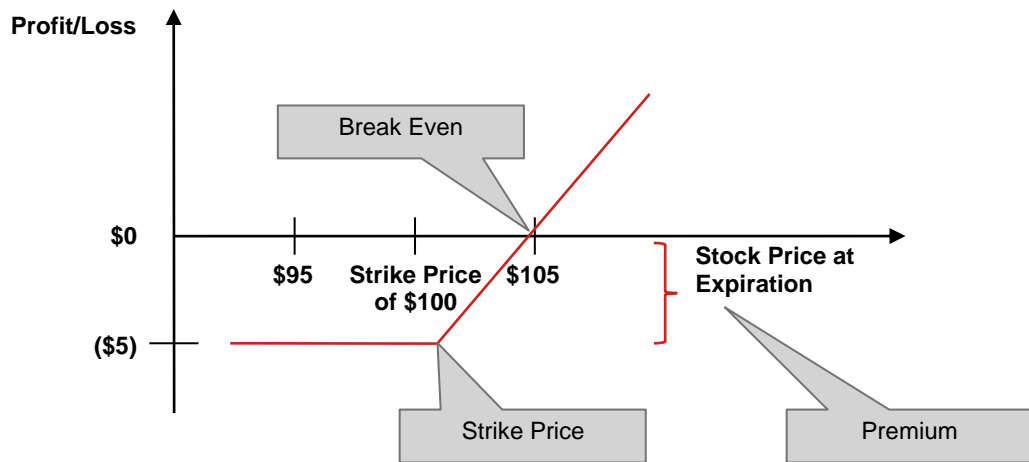 Profit/Loss
Break Even
$0
$95
Strike Price
of $100
$105
Stock Price at
Expiration
($5)
Strike Price
Premium